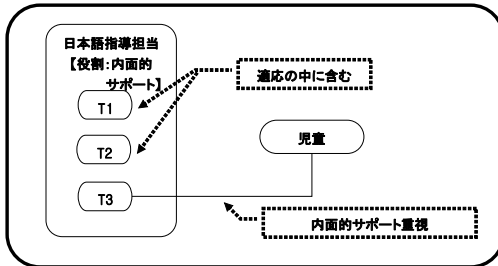 日本語指導担当
【役割:内面的
サポート】
T1
T2
T3
適応の中に含む
児童
内面的サポート重視